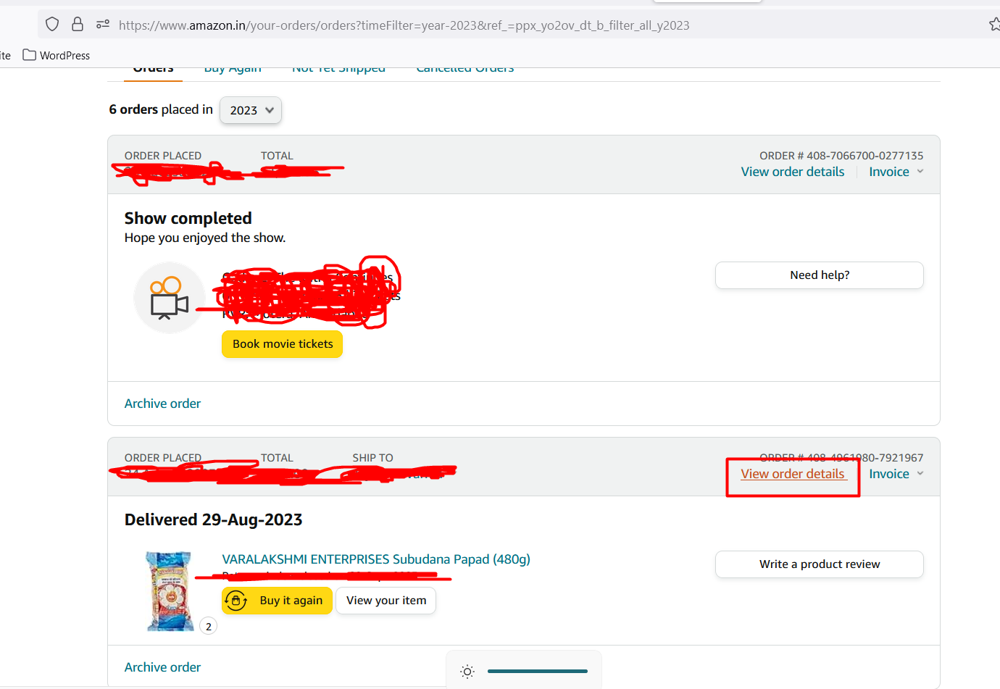 https://www.amazon.in/your-orders/orders?timeFilter=year-2023&ref_=ppx_yo2ov_dt_b_filter_all_y2023
ite WordPress
Orders Buy Again Not Yet Shipped Cancelled Orders
6 orders placed in 2023
ORDER PLACED TOTAL ORDER # 408-7066700-0277135
View order details Invoice
Show completed
Hope you enjoyed the show.
Need help?
Book movie tickets
Archive order
ORDER PLACED TOTAL SHIP TO ORDER # 408-4961980-7921967
View order details Invoice
Delivered 29-Aug-2023
VARALAKSHMI ENTERPRISES Subudana Papad (480g)
Write a product review
Buy it again View your item
2
Archive order